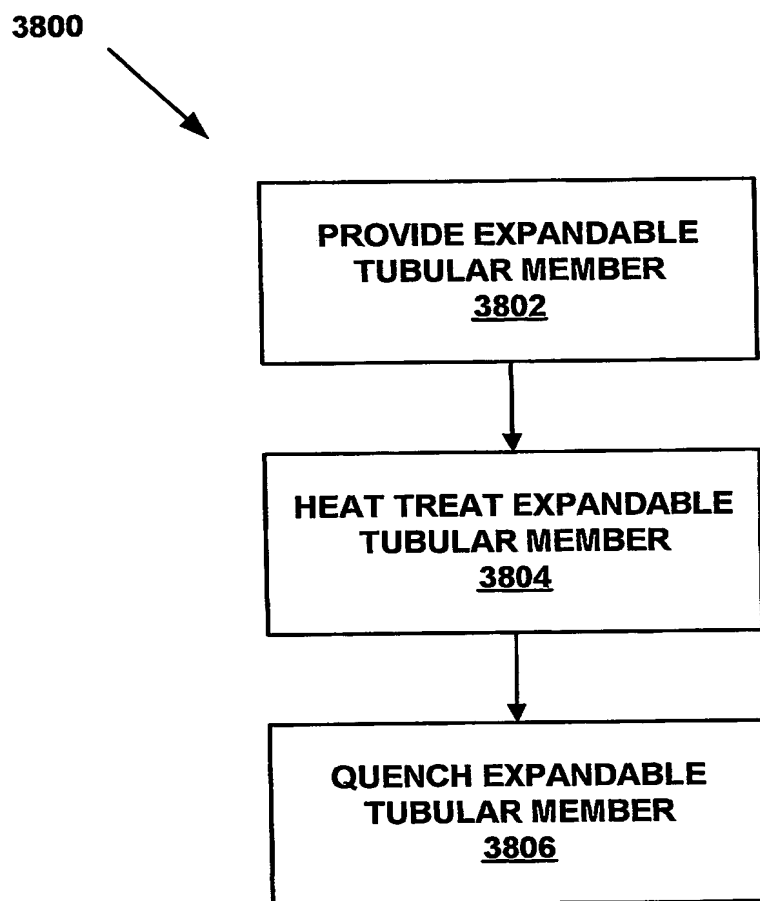 3800
PROVIDE EXPANDABLE
TUBULAR MEMBER
3802
HEAT TREAT EXPANDABLE
TUBULAR MEMBER
3804
QUENCH EXPANDABLE
TUBULAR MEMBER
3806